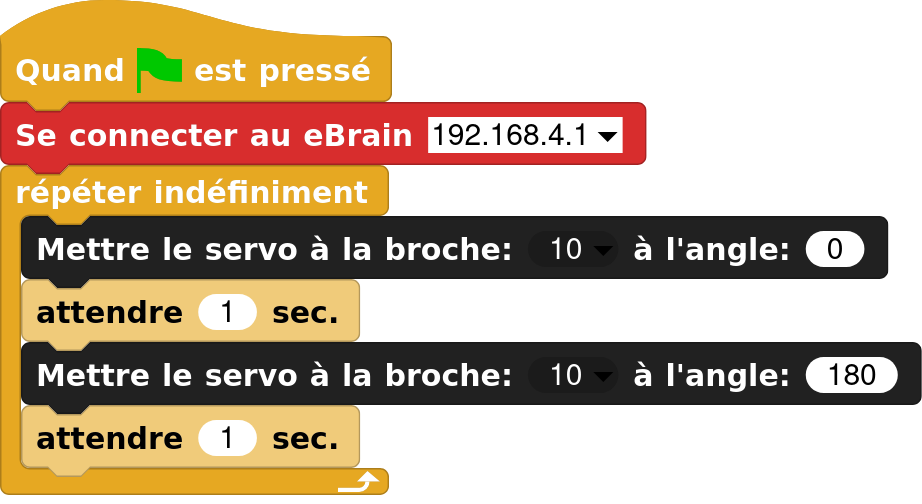 Quand est pressé
Se connecter au eBrain 192.168.4.1
répéter indéfiniment
Mettre le servo à la broche: 10 à l'angle: 0
attendre 1 sec.
Mettre le servo à la broche: 10 à l'angle: 180
attendre 1 sec.